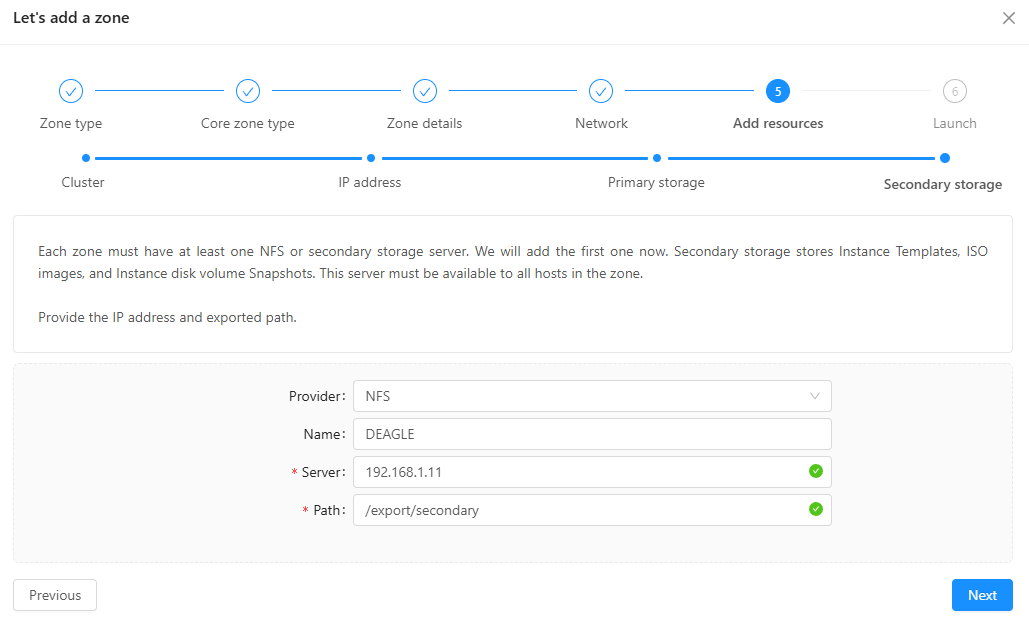 Let's add a zone
Zone type
Core zone type
Zone details
Network
5
Add resources
6
Launch
Cluster
IP address
Primary storage
Secondary storage
Each zone must have at least one NFS or secondary storage server. We will add the first one now. Secondary storage stores Instance Templates, ISO
images, and Instance disk volume Snapshots. This server must be available to all hosts in the zone.
Provide the IP address and exported path.
Provider: NFS
Name: DEAGLE
* Server: 192.168.1.11
* Path: /export/secondary
Previous
Next